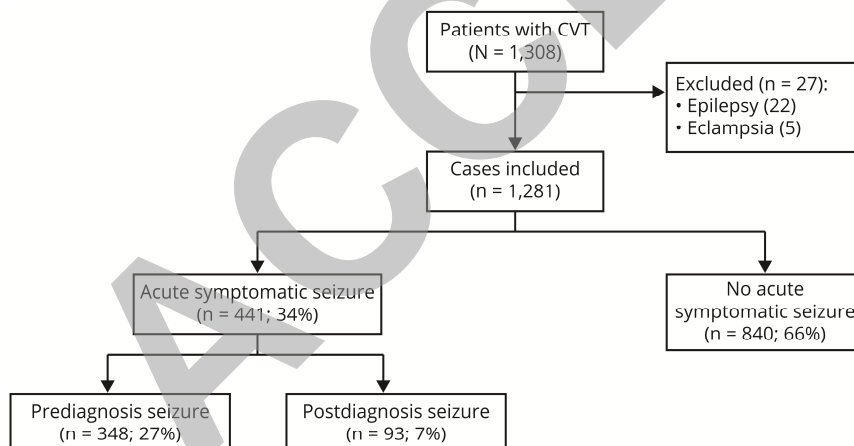 Patients with CVT
(N = 1,308)
Excluded (n = 27):
• Epilepsy (22)
• Eclampsia (5)
Cases included
(n = 1,281)
Acute symptomatic seizure
(n = 441; 34%)
No acute
symptomatic seizure
(n = 840; 66%)
Prediagnosis seizure
(n = 348; 27%)
Postdiagnosis seizure
(n = 93; 7%)
ACC